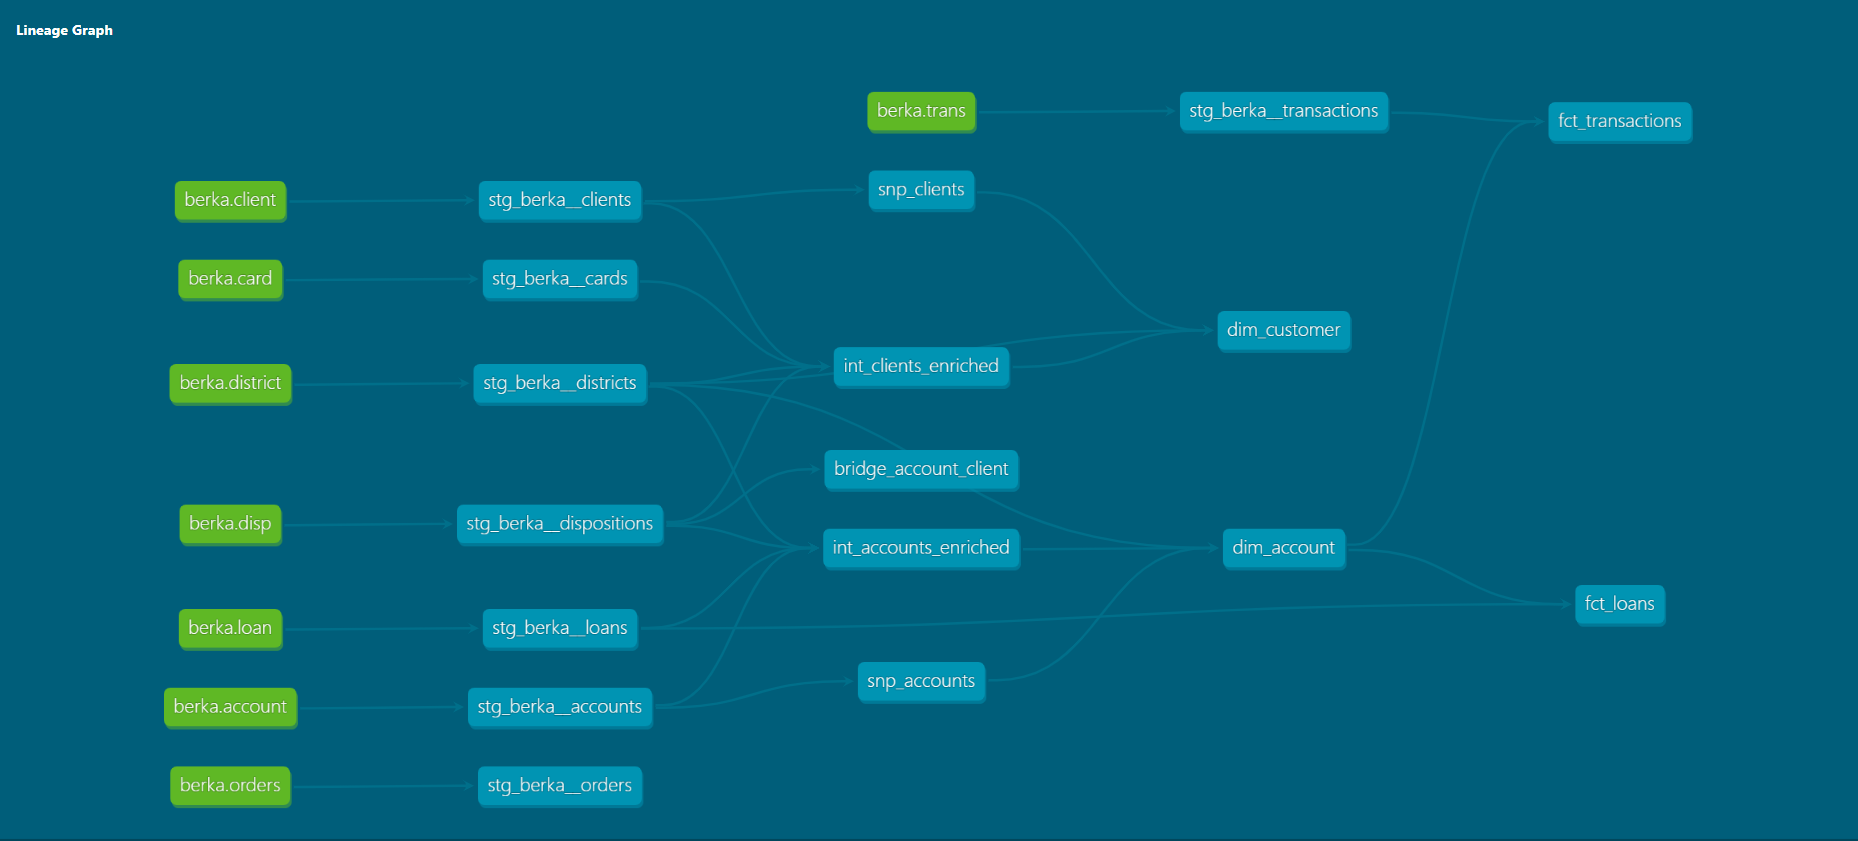 Lineage Graph
berka.trans
stg_berka__transactions
fct_transactions
snp_clients
berka.client
stg_berka__clients
berka.card
stg_berka__cards
dim_customer
int_clients_enriched
berka.district
stg_berka__districts
bridge_account_client
berka.disp
stg_berka__dispositions
int_accounts_enriched
dim_account
fct_loans
berka.loan
stg_berka__loans
snp_accounts
berka.account
stg_berka__accounts
berka.orders
stg_berka__orders